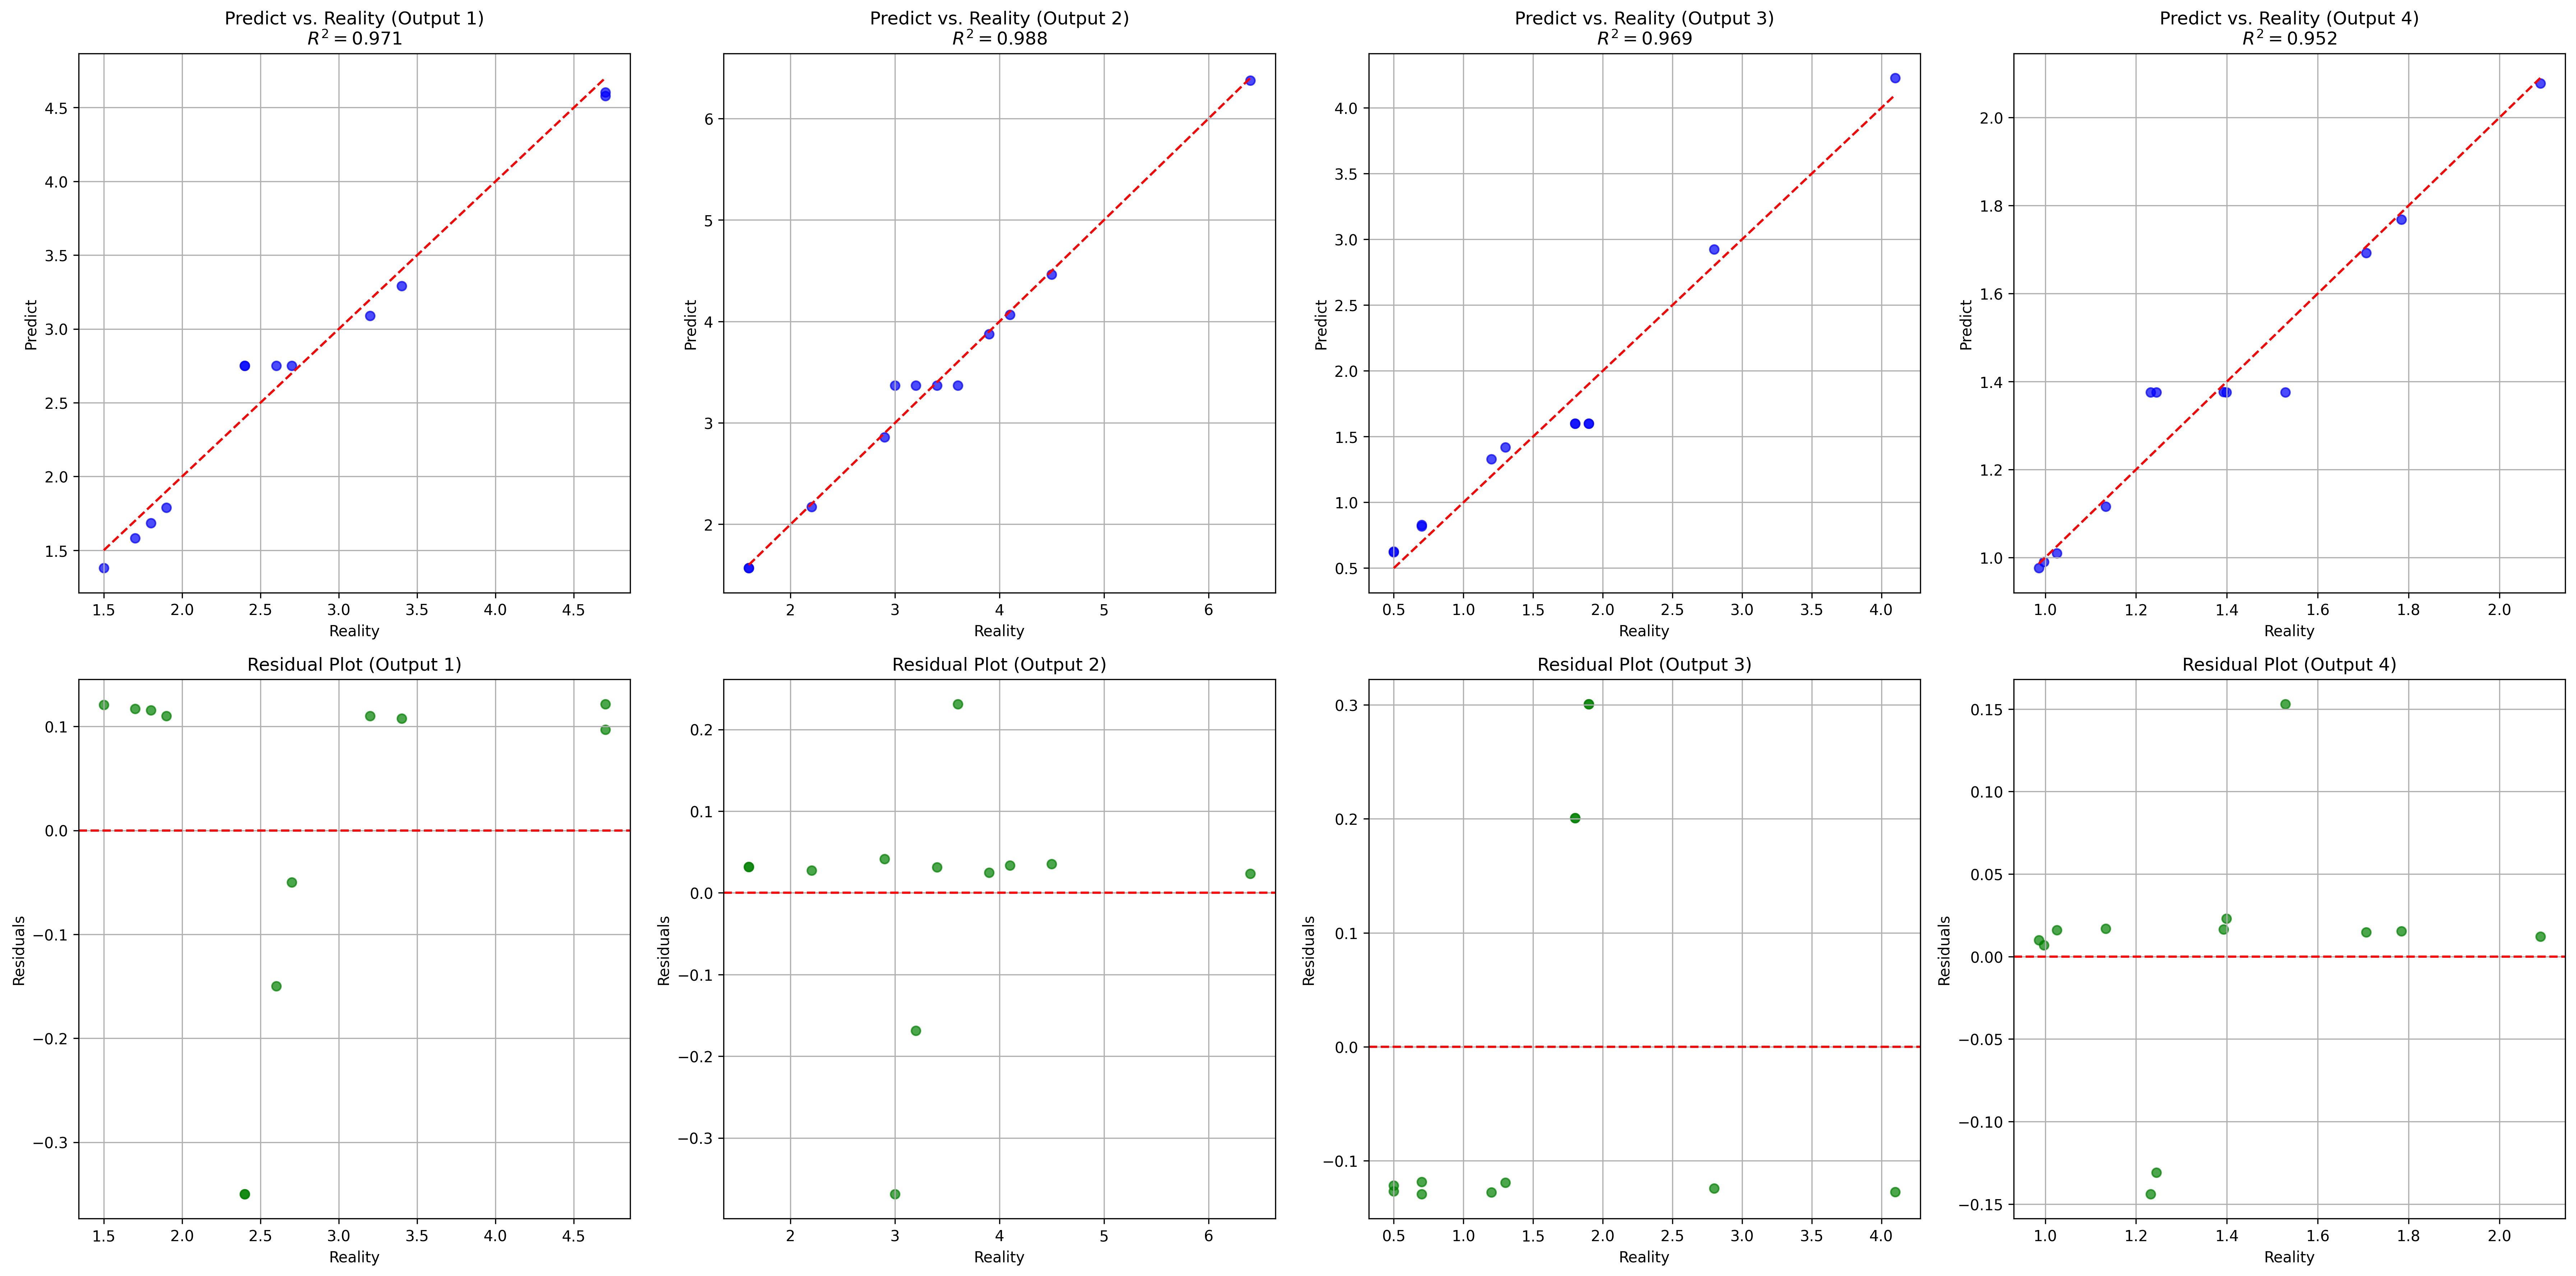 Predict vs. Reality (Output 1)
R² = 0.971
4.5
4.0
3.5
3.0
2.5
2.0
1.5
Predict
1.5 2.0 2.5 3.0 3.5 4.0 4.5
Reality
Predict vs. Reality (Output 2)
R² = 0.988
6
5
4
3
2
Predict
2 3 4 5 6
Reality
Predict vs. Reality (Output 3)
R² = 0.969
4.0
3.5
3.0
2.5
2.0
1.5
1.0
0.5
Predict
0.5 1.0 1.5 2.0 2.5 3.0 3.5 4.0
Reality
Predict vs. Reality (Output 4)
R² = 0.952
2.0
1.8
1.6
1.4
1.2
1.0
Predict
1.0 1.2 1.4 1.6 1.8 2.0
Reality
Residual Plot (Output 1)
0.1
0.0
−0.1
−0.2
−0.3
Residuals
1.5 2.0 2.5 3.0 3.5 4.0 4.5
Reality
Residual Plot (Output 2)
0.2
0.1
0.0
−0.1
−0.2
−0.3
Residuals
2 3 4 5 6
Reality
Residual Plot (Output 3)
0.3
0.2
0.1
0.0
−0.1
Residuals
0.5 1.0 1.5 2.0 2.5 3.0 3.5 4.0
Reality
Residual Plot (Output 4)
0.15
0.10
0.05
0.00
−0.05
−0.10
−0.15
Residuals
1.0 1.2 1.4 1.6 1.8 2.0
Reality